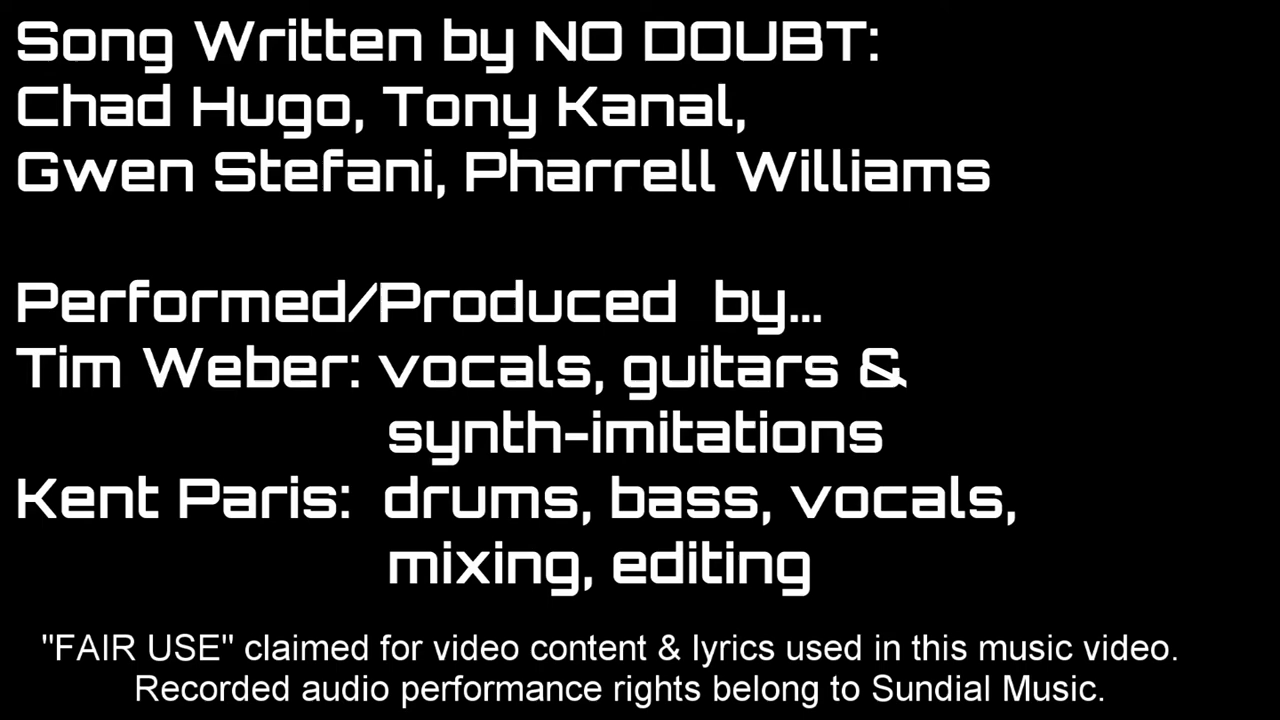 Song Written by NO DOUBT:
Chad Hugo, Tony Kanal,
Gwen Stefani, Pharrell Williams
Performed/Produced by...
Tim Weber: vocals, guitars &
synth-imitations
Kent Paris: drums, bass, vocals,
mixing, editing
"FAIR USE" claimed for video content & lyrics used in this music video.
Recorded audio performance rights belong to Sundial Music.